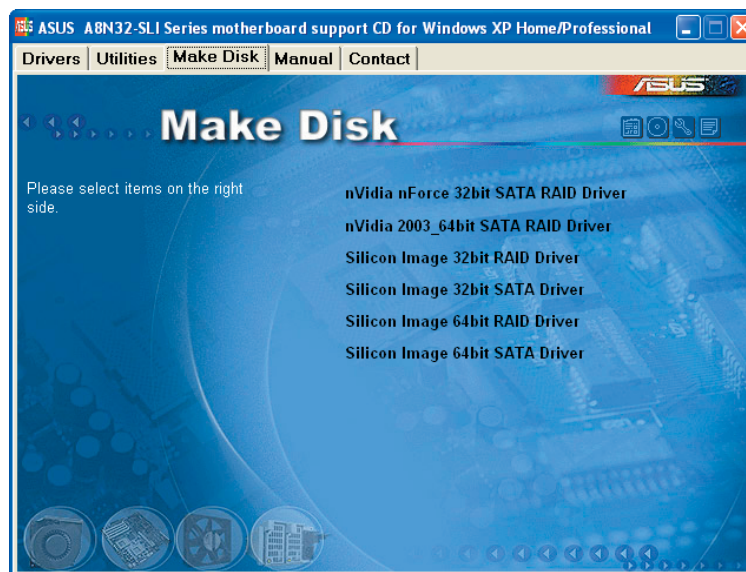 ASUS A8N32-SLI Series motherboard support CD for Windows XP Home/Professional
Drivers Utilities Make Disk Manual Contact
ASUS
Make Disk
Please select items on the right
side.
nVidia nForce 32bit SATA RAID Driver
nVidia 2003_64bit SATA RAID Driver
Silicon Image 32bit RAID Driver
Silicon Image 32bit SATA Driver
Silicon Image 64bit RAID Driver
Silicon Image 64bit SATA Driver